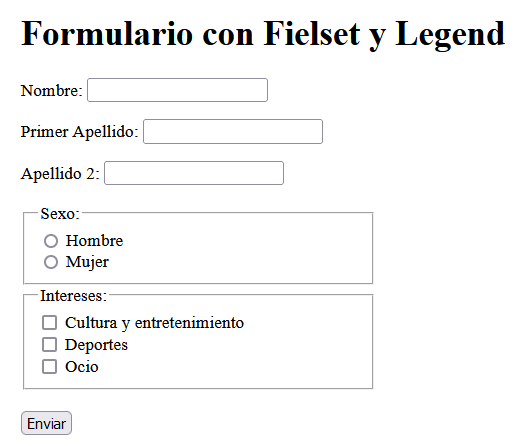 Formulario con Fielset y Legend
Nombre:
Primer Apellido:
Apellido 2:
Sexo:
Hombre
Mujer
Intereses:
Cultura y entretenimiento
Deportes
Ocio
Enviar